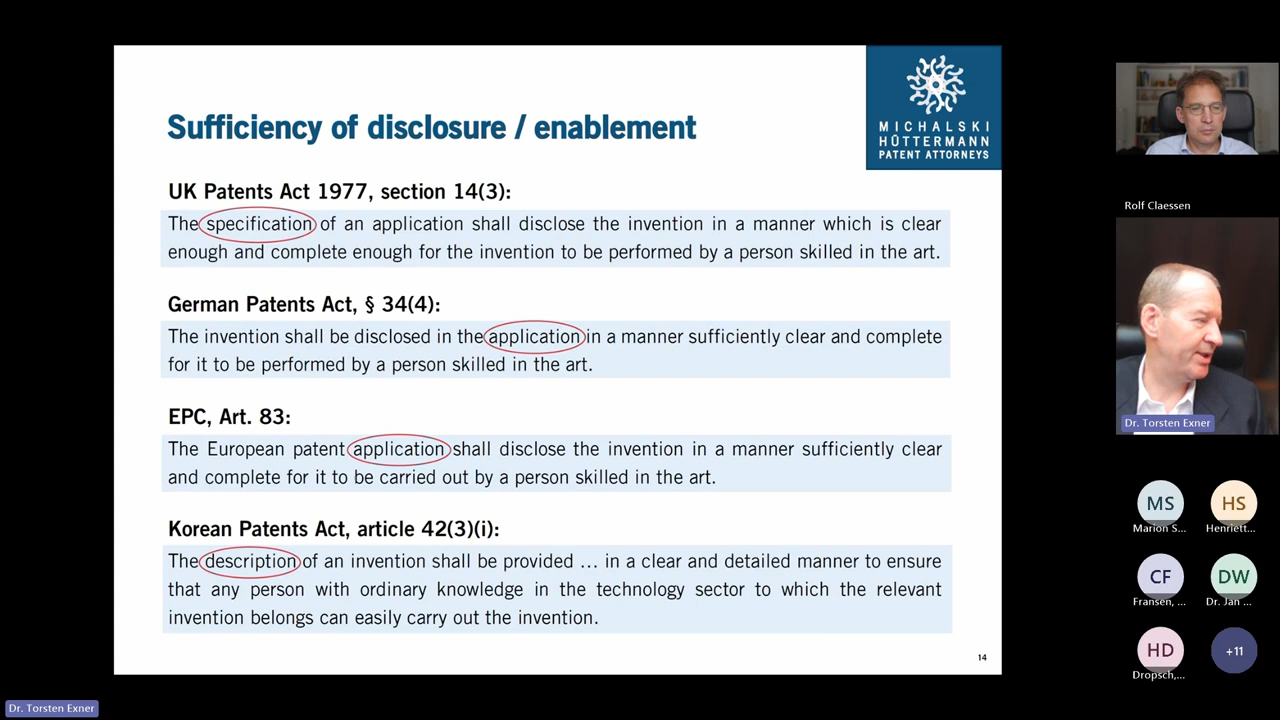 Sufficiency of disclosure / enablement
MICHALSKI
HÜTTERMANN
PATENT ATTORNEYS
UK Patents Act 1977, section 14(3):
The specification of an application shall disclose the invention in a manner which is clear
enough and complete enough for the invention to be performed by a person skilled in the art.
German Patents Act, § 34(4):
The invention shall be disclosed in the application in a manner sufficiently clear and complete
for it to be performed by a person skilled in the art.
EPC, Art. 83:
The European patent application shall disclose the invention in a manner sufficiently clear
and complete for it to be carried out by a person skilled in the art.
Korean Patents Act, article 42(3)(i):
The description of an invention shall be provided … in a clear and detailed manner to ensure
that any person with ordinary knowledge in the technology sector to which the relevant
invention belongs can easily carry out the invention.
14
Rolf Claessen
Dr. Torsten Exner
MS
HS
Marion S...
Henriett...
CF
DW
Fransen, ...
Dr. Jan ...
HD
+11
Dropsch,...
Dr. Torsten Exner